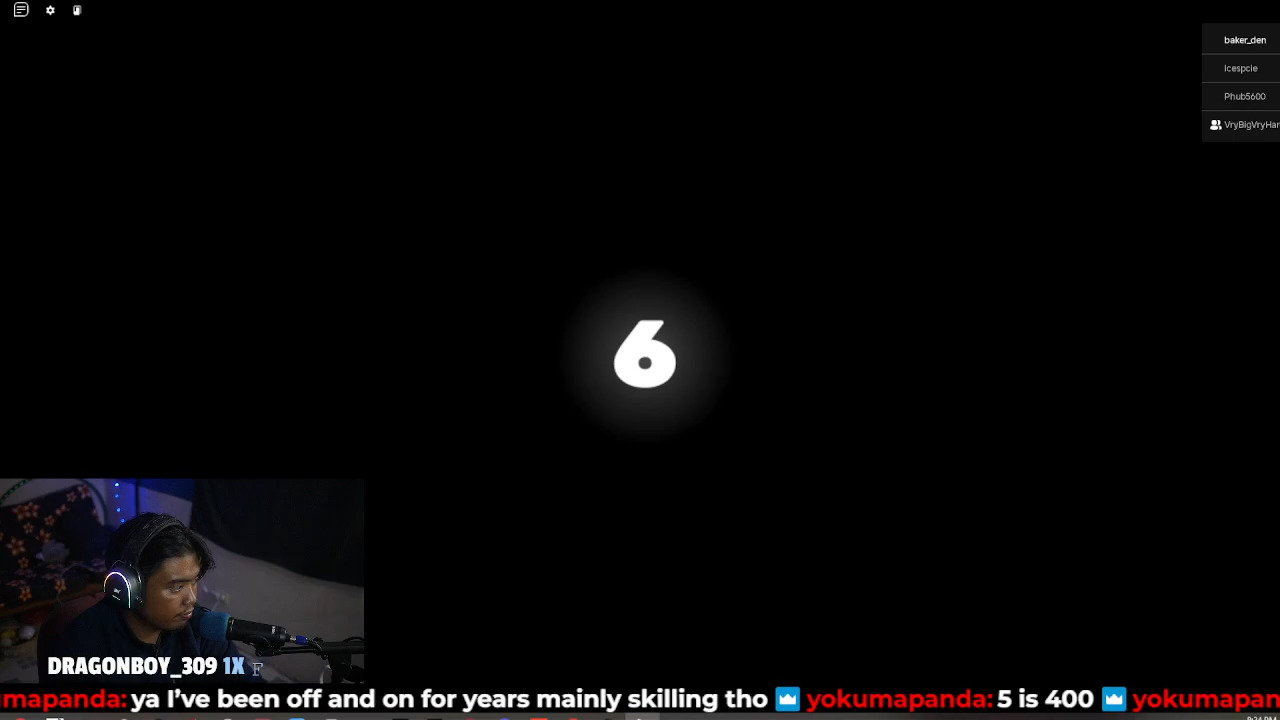 baker_den
Icespcie
Phub5600
VryBigVryHar
6
DRAGONBOY_309 1X F
mapanda: ya I've been off and on for years mainly skilling tho yokumapanda: 5 is 400 yokumapan